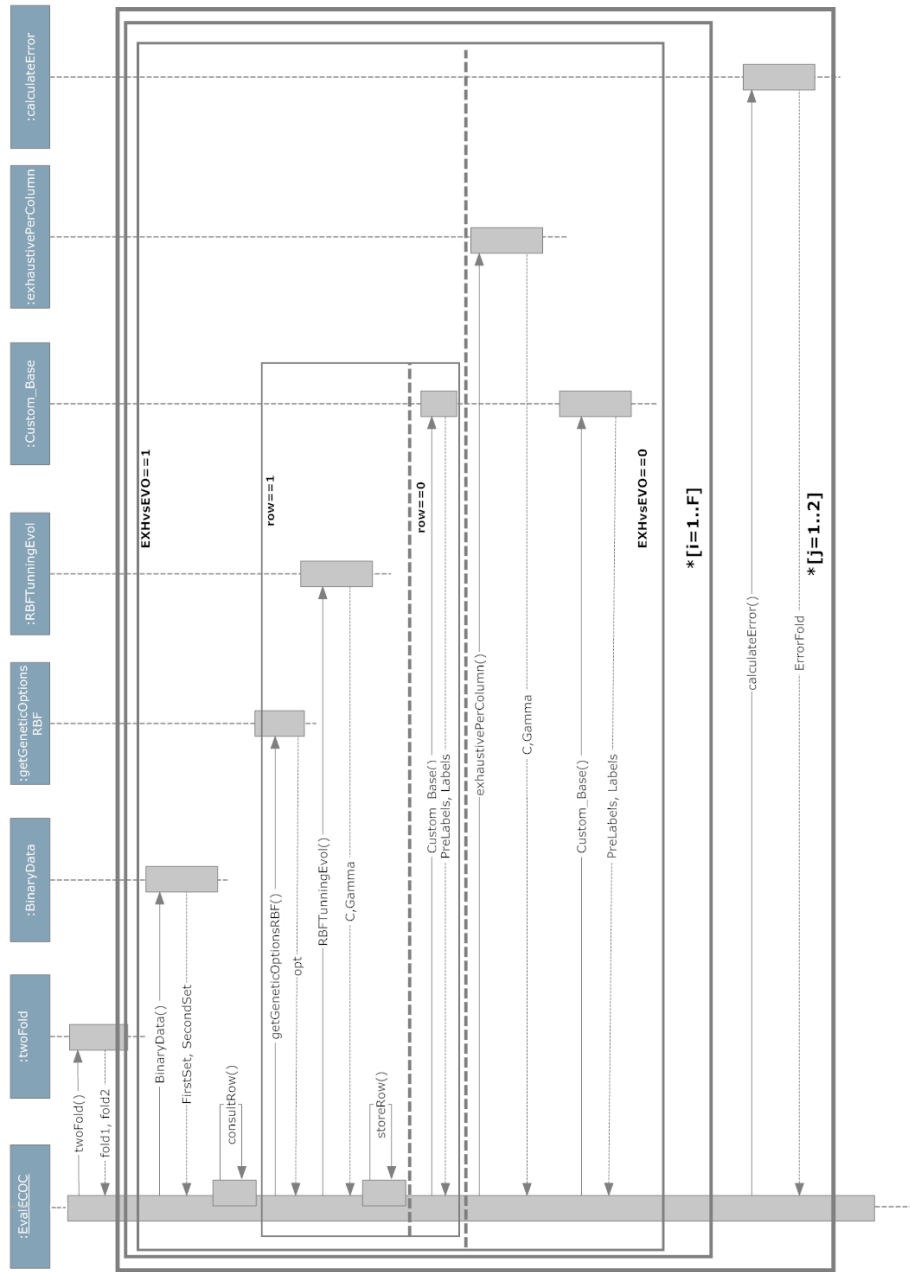 :EvalECOC
:twoFold
:BinaryData
:getGeneticOptions
RBF
:RBFTunningEvol
:Custom_Base
:exhaustivePerColumn
:calculateError
twoFold()
fold1, fold2
EXHvsEVO==1
BinaryData()
FirstSet, SecondSet
consultRow()
row==1
getGeneticOptionsRBF()
opt
RBFTunningEvol()
C,Gamma
storeRow()
row==0
Custom_Base()
PreLabels, Labels
exhaustivePerColumn()
C,Gamma
Custom_Base()
PreLabels, Labels
EXHvsEVO==0
*[i=1..F]
calculateError()
ErrorFold
*[j=1..2]